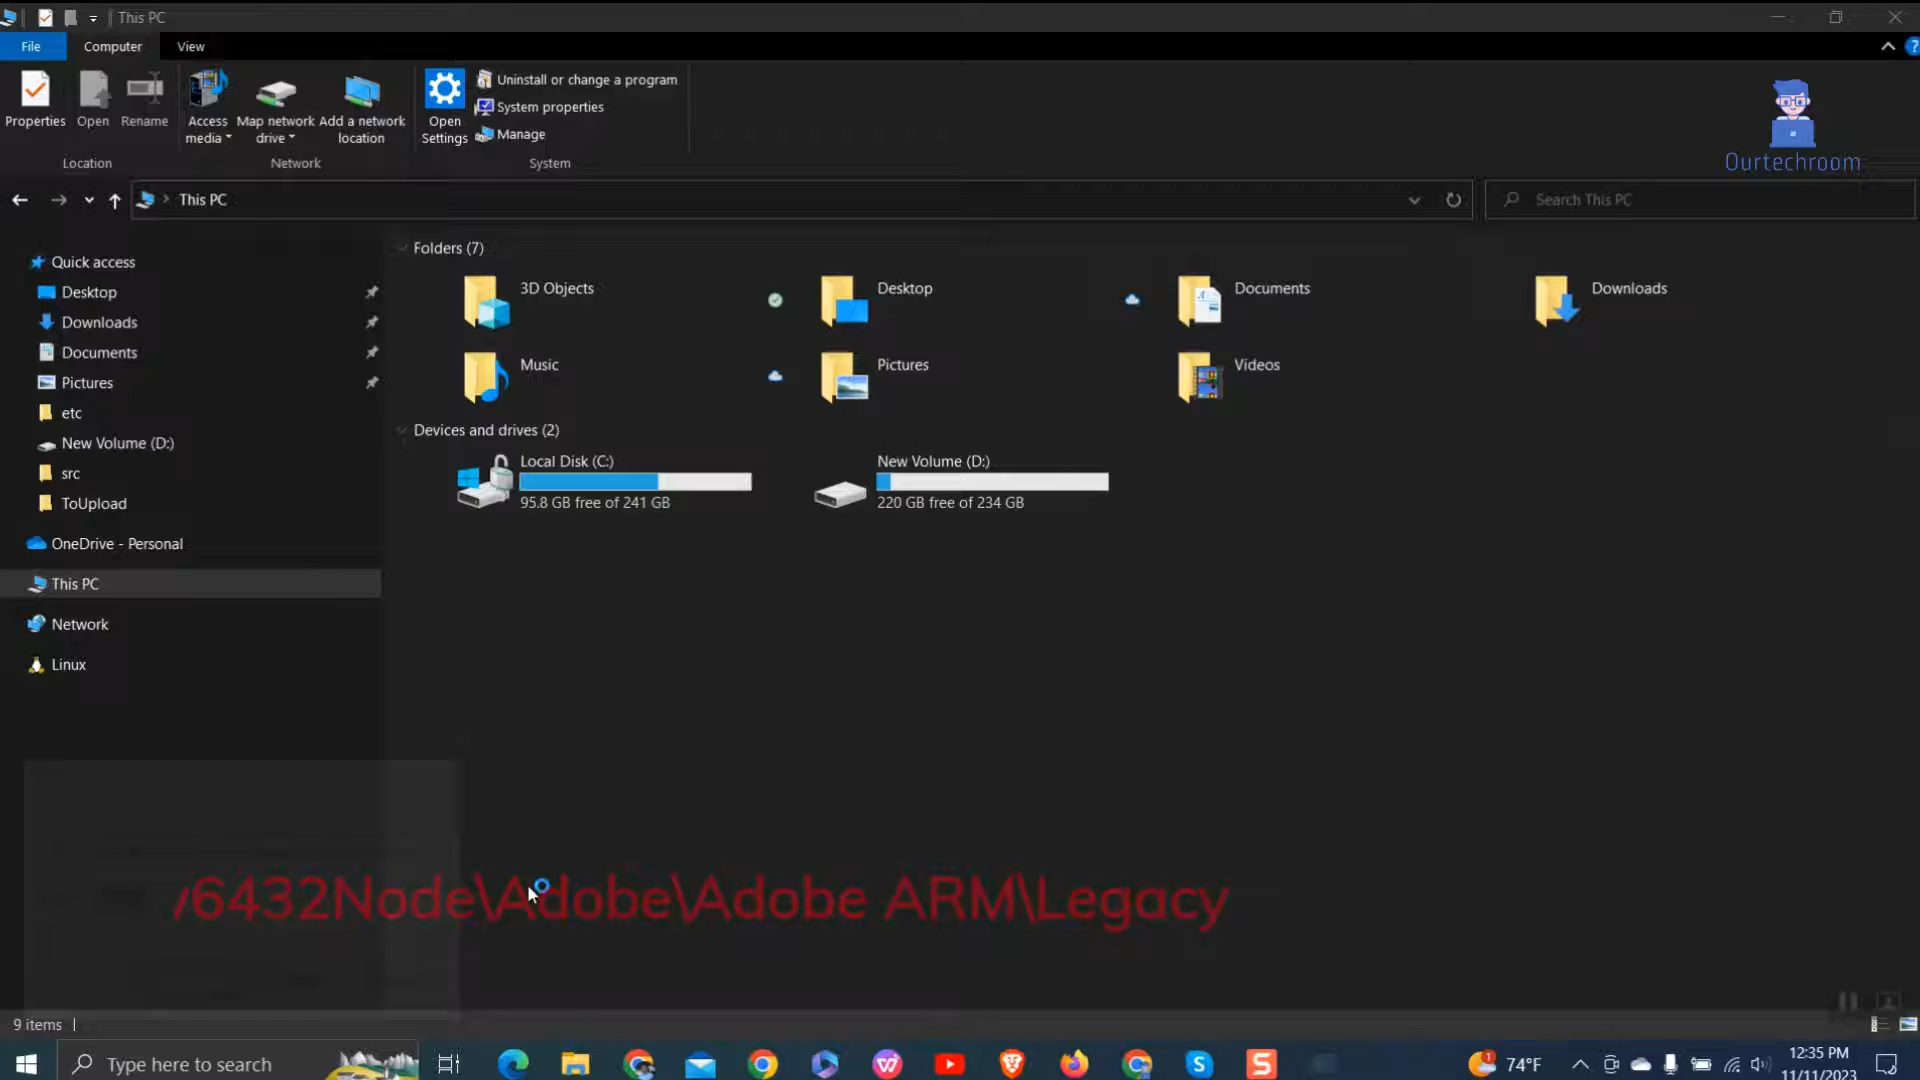 This PC
File
Computer
View
Properties
Open
Rename
Access media
Map network drive
Add a network location
Open Settings
Uninstall or change a program
System properties
Manage
Location
Network
System
Ourtechroom
This PC
Search This PC
Quick access
Desktop
Downloads
Documents
Pictures
etc
New Volume (D:)
src
ToUpload
OneDrive - Personal
This PC
Network
Linux
Folders (7)
3D Objects
Desktop
Documents
Downloads
Music
Pictures
Videos
Devices and drives (2)
Local Disk (C:)
95.8 GB free of 241 GB
New Volume (D:)
220 GB free of 234 GB
6432Node\Adobe\Adobe ARM\Legacy
9 items
Type here to search
74°F
12:35 PM
11/11/2023